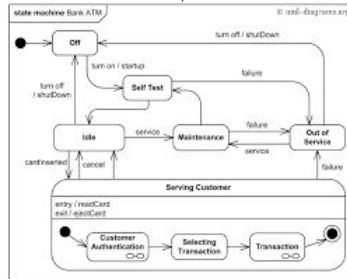 state machine Bank ATM
© uml-diagrams.org
Off
turn off / shutDown
turn on / startup
turn off
/ shutDown
Self Test
failure
Idle
service
Maintenance
failure
Out of
Service
service
cardInserted
cancel
failure
Serving Customer
entry / readCard
exit / ejectCard
Customer
Authentication
Selecting
Transaction
Transaction